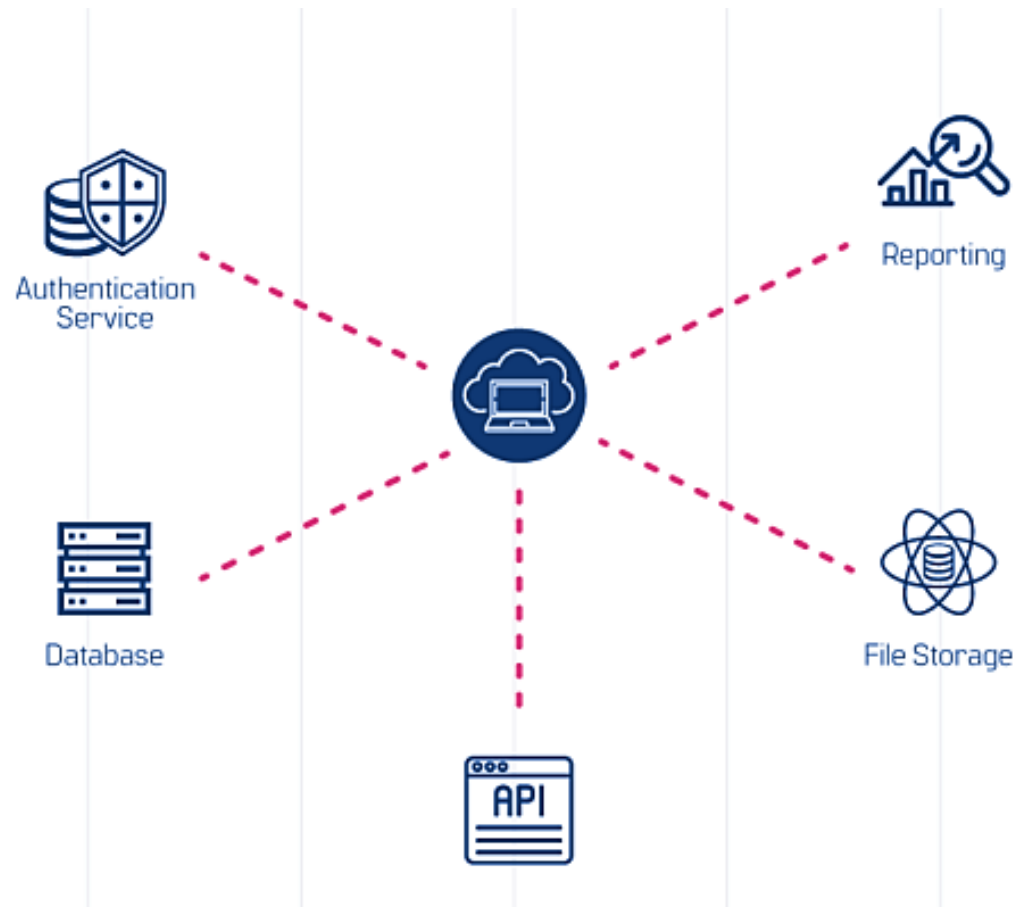 Authentication
Service
Reporting
Database
File Storage
API